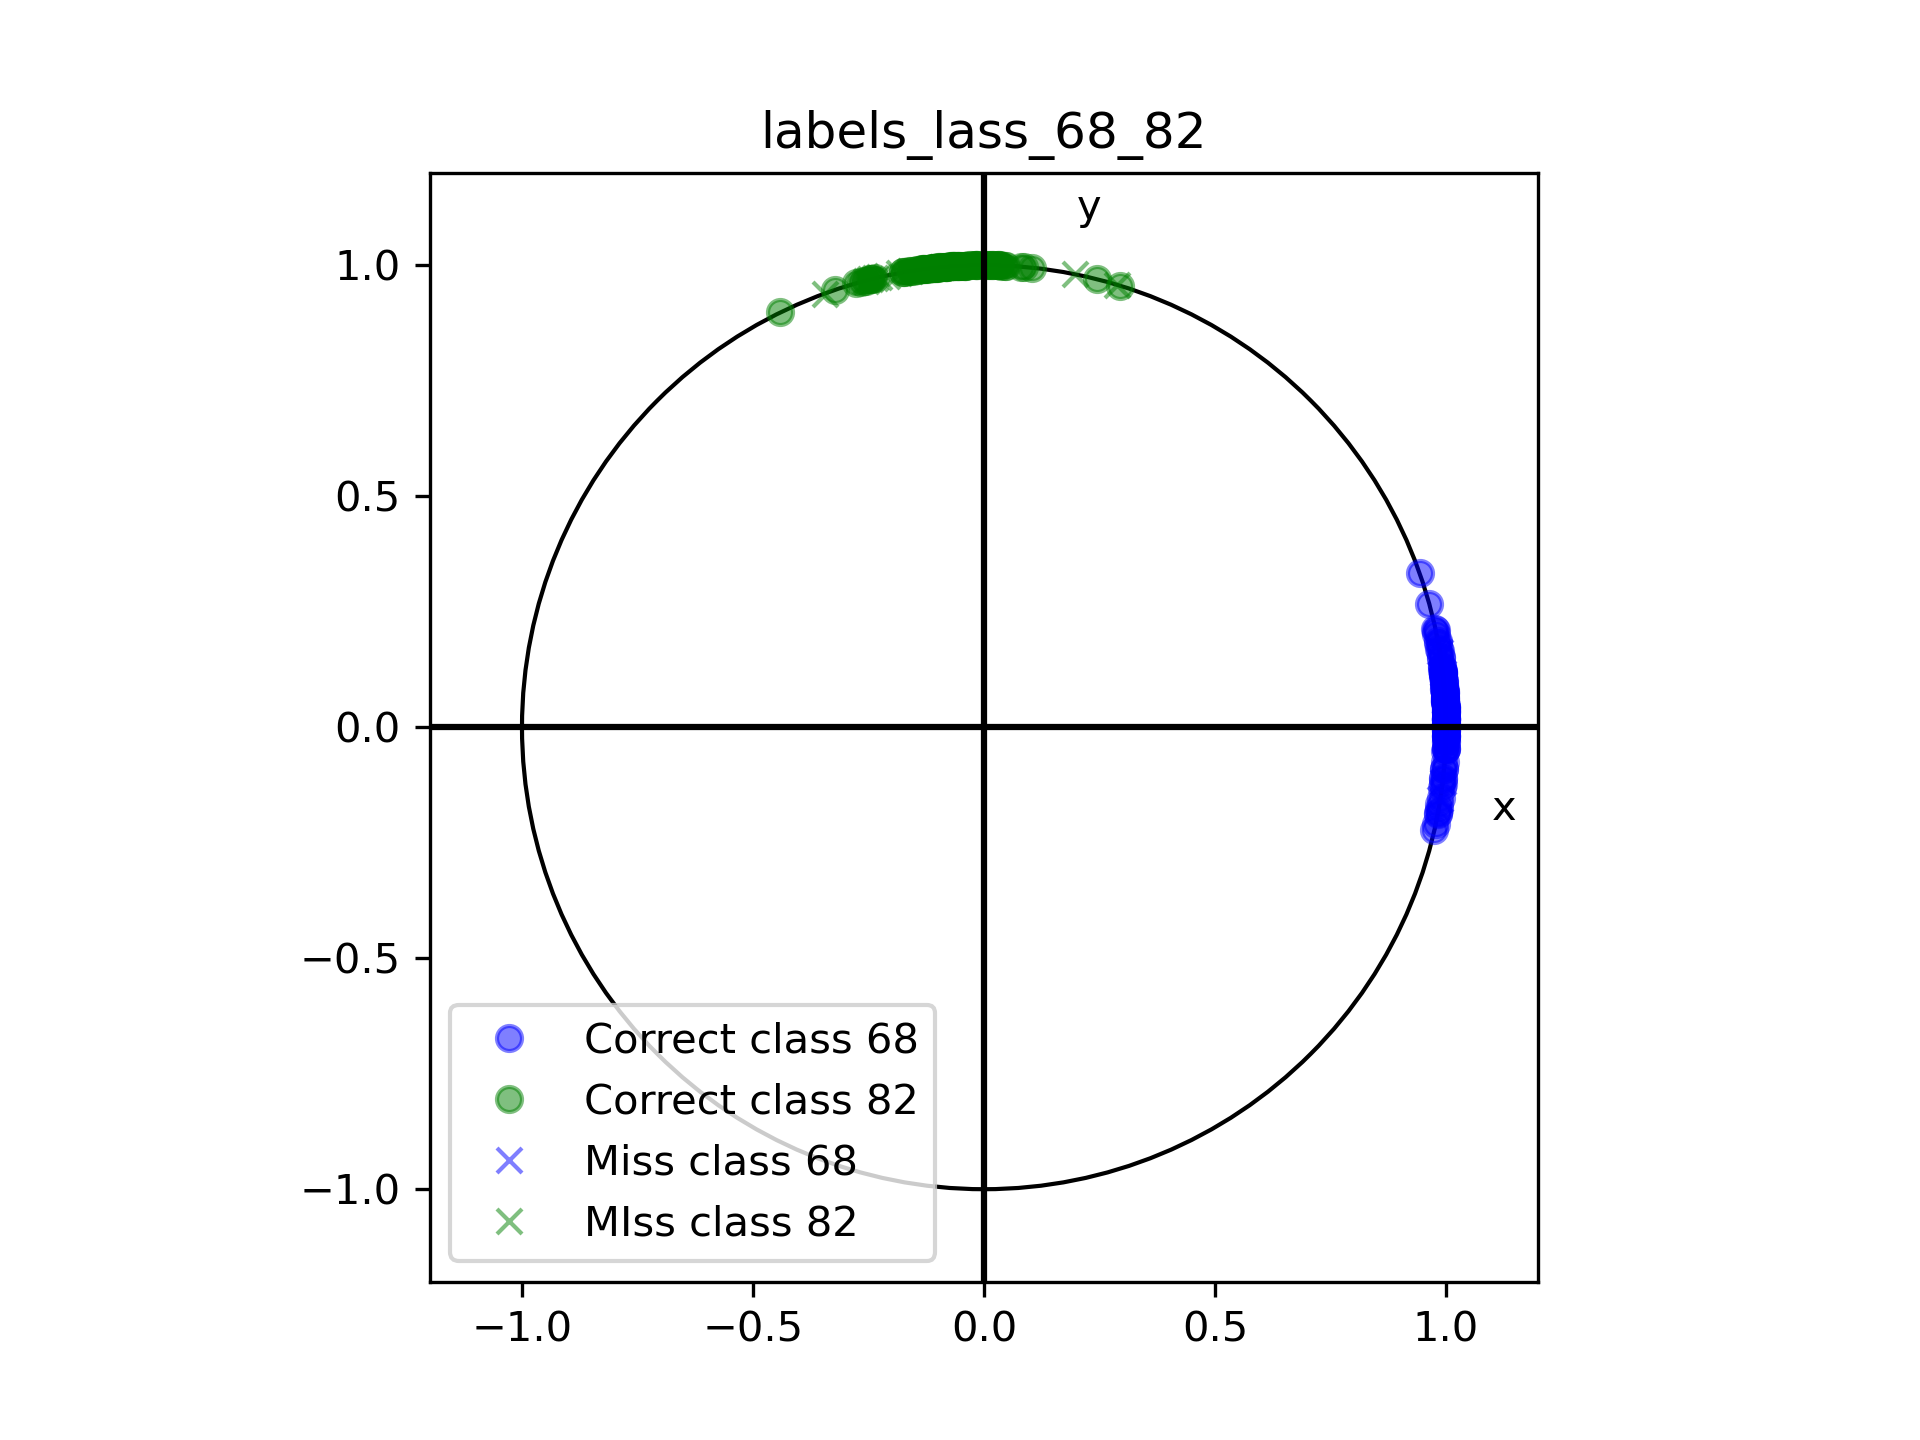 labels_lass_68_82
y
1.0
0.5
0.0
−0.5
−1.0
x
Correct class 68
Correct class 82
Miss class 68
MIss class 82
−1.0 −0.5 0.0 0.5 1.0